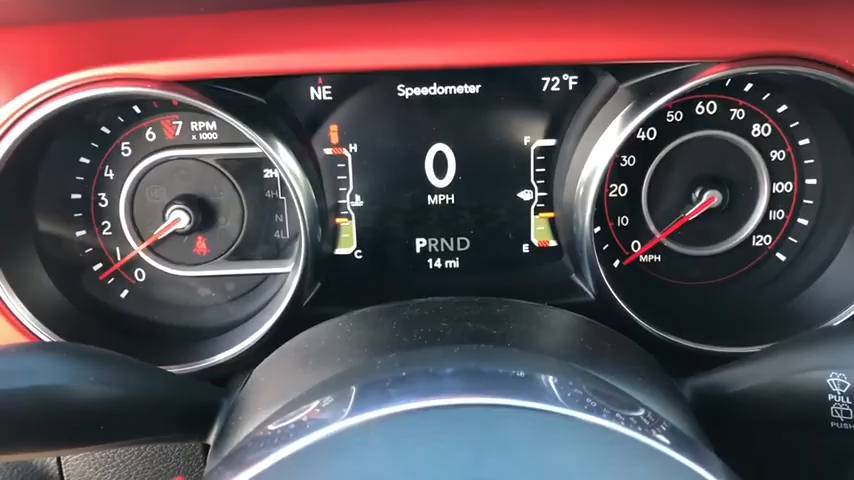 NE
Speedometer
72°F
0
MPH
PRND
14 mi
H
C
F
E
RPM
x 1000
0
1
2
3
4
5
6
7
2H
4H
N
4L
0
10
20
30
40
50
60
70
80
90
100
110
120
MPH
PULL
PUSH